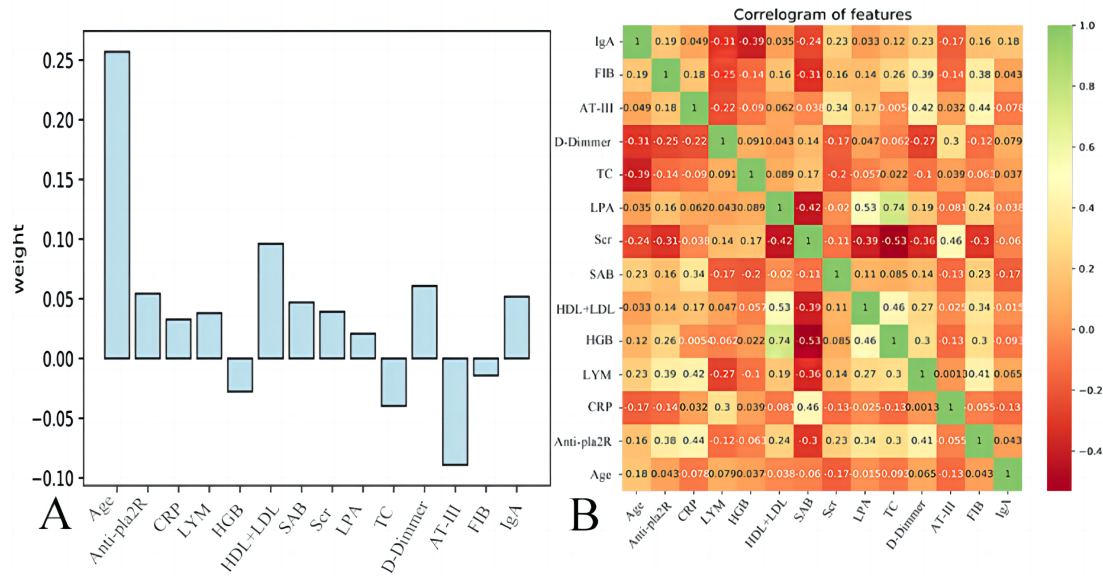 Correlogram of features
weight
0.25
0.20
0.15
0.10
0.05
0.00
−0.05
−0.10
Age
Anti-pla2R
CRP
LYM
HGB
HDL+LDL
SAB
Scr
LPA
TC
D-Dimmer
AT-III
FIB
IgA
A
IgA 1 0.19 0.049 -0.31 -0.39 0.035 -0.24 0.23 0.033 0.12 0.23 -0.17 0.16 0.18
FIB 0.19 1 0.18 -0.25 -0.14 0.16 -0.31 0.16 0.14 0.26 0.39 -0.14 0.38 0.043
AT-III 0.049 0.18 1 -0.22 -0.09 0.062 0.038 0.34 0.17 0.005 0.42 0.032 0.44 -0.078
D-Dimmer -0.31 -0.25 -0.22 1 0.091 0.043 0.14 -0.17 0.047 0.062 -0.27 0.3 -0.12 0.079
TC -0.39 -0.14 -0.09 0.091 1 0.089 0.17 -0.2 -0.057 0.022 -0.1 0.039 0.063 0.037
LPA 0.035 0.16 0.062 0.043 0.089 1 -0.42 -0.02 0.53 0.74 0.19 0.081 0.24 -0.038
Scr -0.24 -0.31 -0.038 0.14 0.17 -0.42 1 -0.11 -0.39 -0.53 -0.36 0.46 -0.3 -0.06
SAB 0.23 0.16 0.34 -0.17 -0.2 -0.02 -0.11 1 0.11 0.085 0.14 -0.13 0.23 -0.17
HDL+LDL 0.033 0.14 0.17 0.047 0.057 0.53 -0.39 0.11 1 0.46 0.27 0.025 0.34 -0.015
HGB 0.12 0.26 0.0054 -0.062 0.022 0.74 -0.53 0.085 0.46 1 0.3 -0.13 0.3 -0.093
LYM 0.23 0.39 0.42 -0.27 -0.1 0.19 -0.36 0.14 0.27 0.3 1 0.0013 0.41 0.065
CRP -0.17 -0.14 0.032 0.3 0.039 0.081 0.46 -0.13 -0.025 -0.13 0.0013 1 -0.055 -0.13
Anti-pla2R 0.16 0.38 0.44 -0.12 -0.063 0.24 -0.3 0.23 0.34 0.3 0.41 -0.055 1 0.043
Age 0.18 0.043 -0.078 0.079 0.037 0.038 -0.06 -0.17 0.015 0.093 0.065 -0.13 0.043 1
B
Age
Anti-pla2R
CRP
LYM
HGB
HDL+LDL
SAB
Scr
LPA
TC
D-Dimmer
AT-III
FIB
IgA
1.0
0.8
0.6
0.4
0.2
0.0
−0.2
−0.4